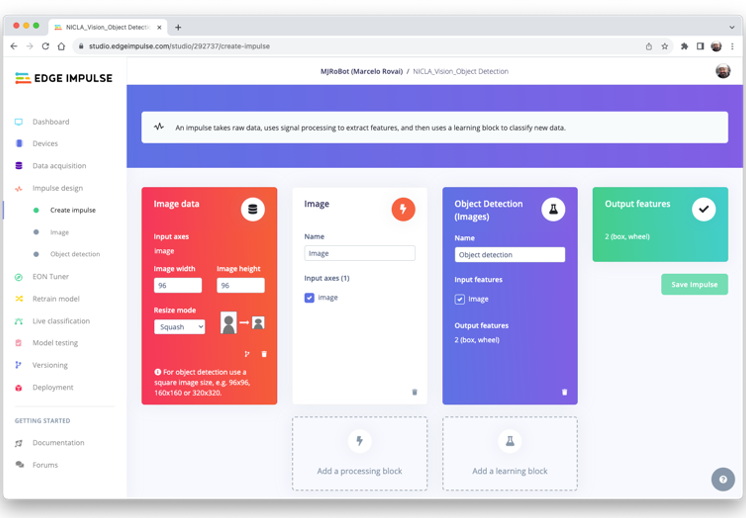 NICLA_Vision_Object Detecti
studio.edgeimpulse.com/studio/292737/create-impulse
EDGE IMPULSE
MJRoBot (Marcelo Rovai) / NICLA_Vision_Object Detection
An impulse takes raw data, uses signal processing to extract features, and then uses a learning block to classify new data.
Dashboard
Devices
Data acquisition
Impulse design
Create impulse
Image
Object detection
EON Tuner
Retrain model
Live classification
Model testing
Versioning
Deployment
GETTING STARTED
Documentation
Forums
Image data
Input axes
image
Image width
Image height
96
96
Resize mode
Squash
For object detection use a
square image size, e.g. 96x96,
160x160 or 320x320.
Image
Name
Image
Input axes (1)
image
Add a processing block
Object Detection
(Images)
Name
Object detection
Input features
Image
Output features
2 (box, wheel)
Add a learning block
Output features
2 (box, wheel)
Save Impulse